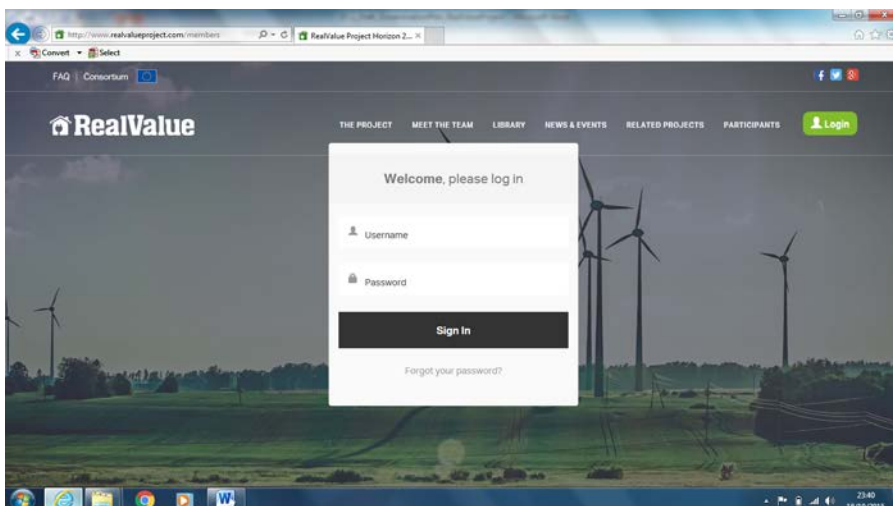 http://www.realvalueproject.com/members
RealValue Project Horizon 2...
x Convert Select
FAQ | Consortium
RealValue
THE PROJECT MEET THE TEAM LIBRARY NEWS & EVENTS RELATED PROJECTS PARTICIPANTS Login
Welcome, please log in
Username
Password
Sign In
Forgot your password?
23:40